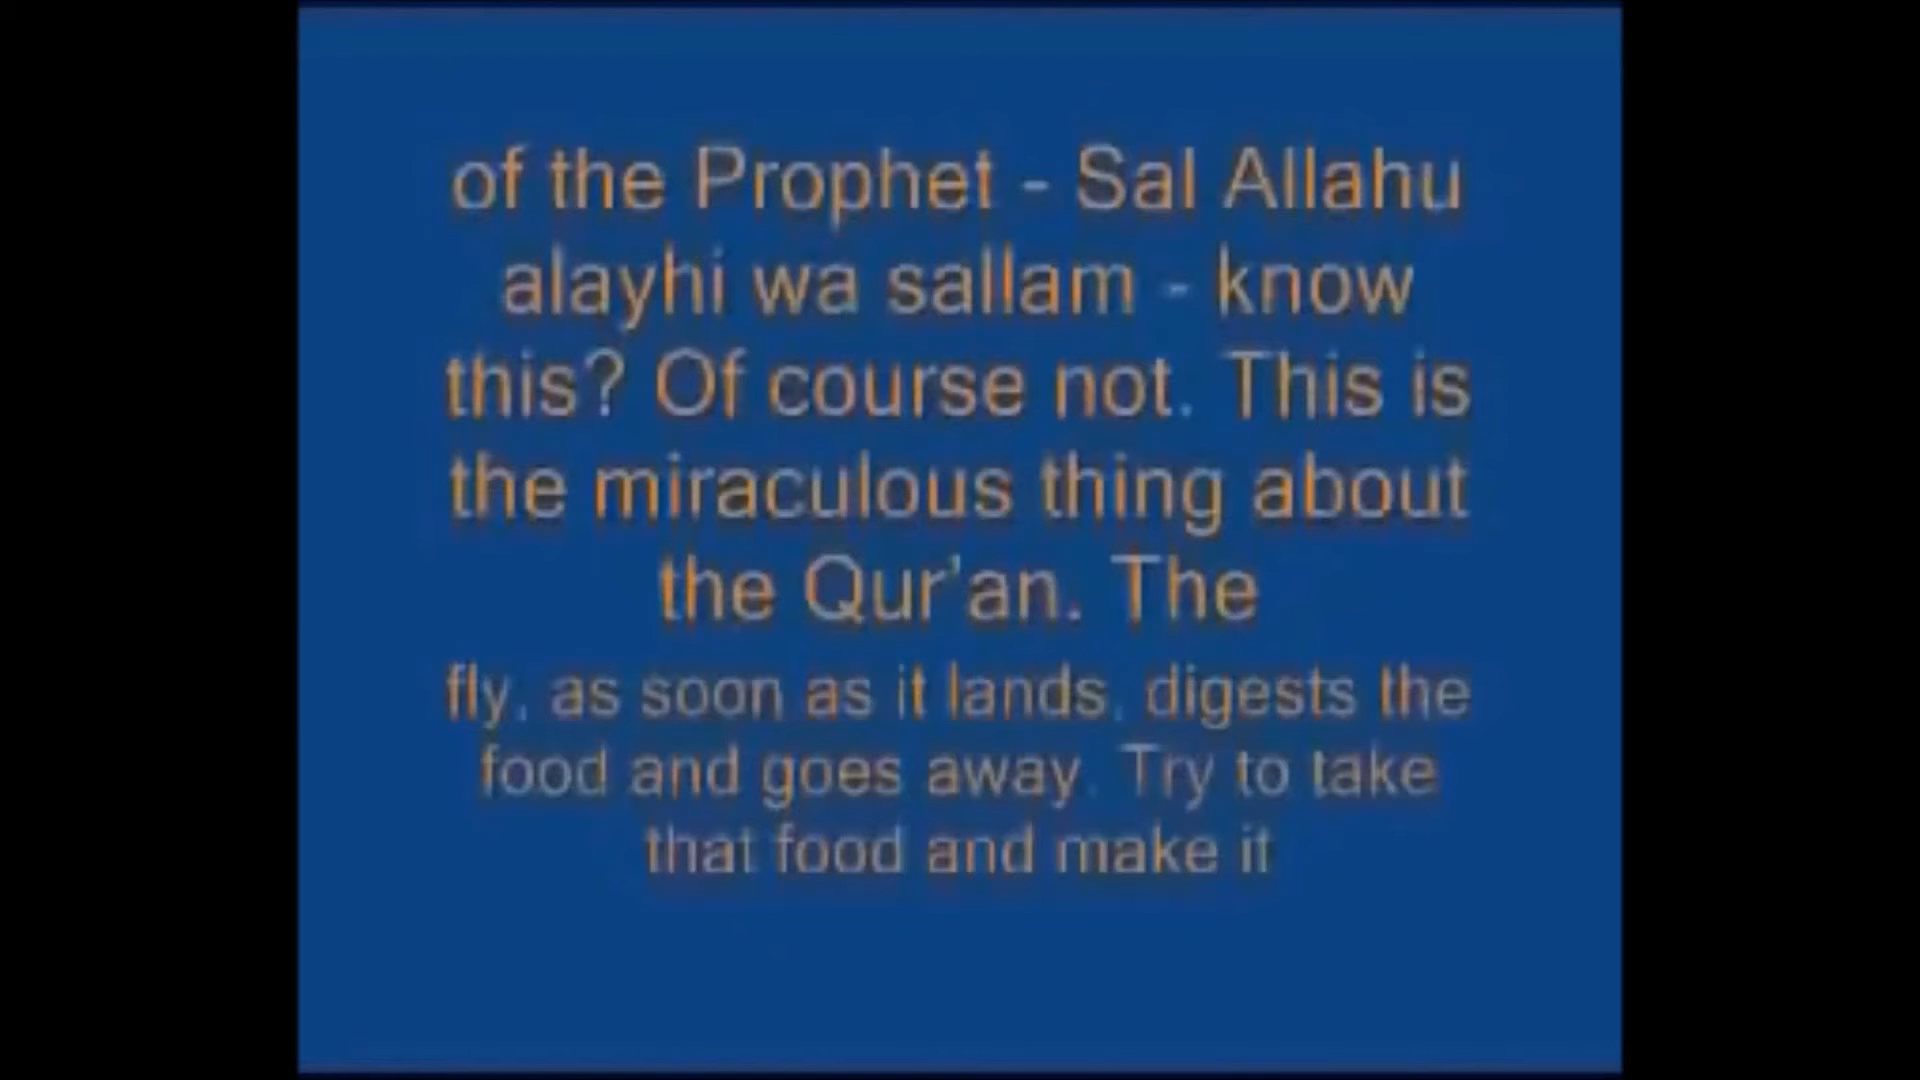 of the Prophet - Sal Allahu
alayhi wa sallam - know
this? Of course not. This is
the miraculous thing about
the Qur'an. The
fly, as soon as it lands, digests the
food and goes away. Try to take
that food and make it